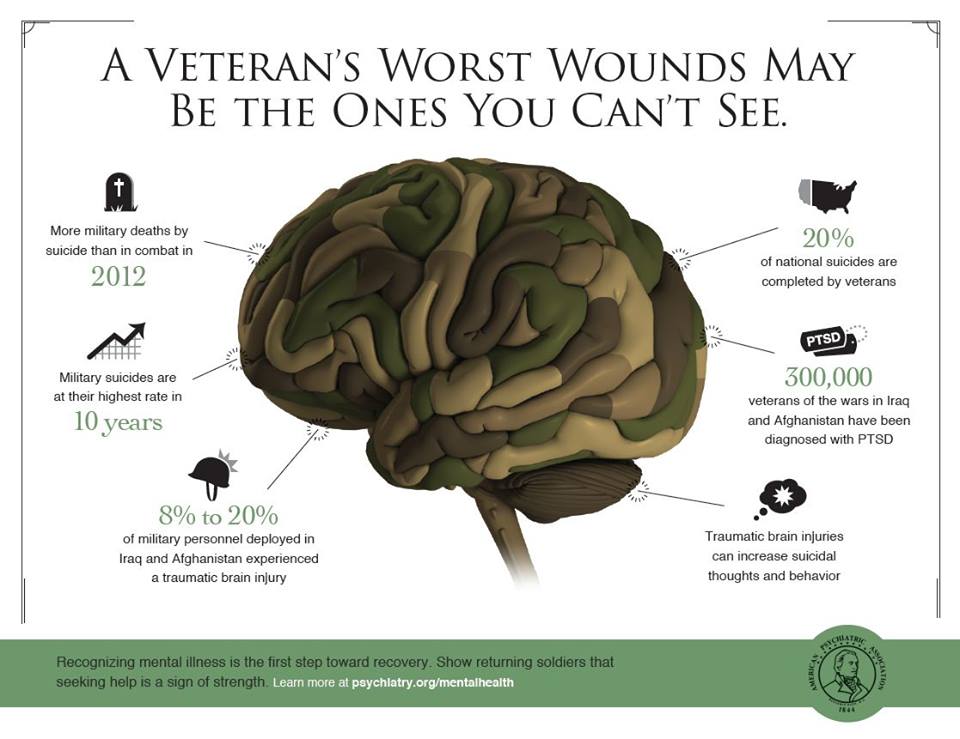 A VETERAN'S WORST WOUNDS MAY
BE THE ONES YOU CAN'T SEE.
More military deaths by
suicide than in combat in
2012
Military suicides are
at their highest rate in
10 years
8% to 20%
of military personnel deployed in
Iraq and Afghanistan experienced
a traumatic brain injury
20%
of national suicides are
completed by veterans
PTSD
300,000
veterans of the wars in Iraq
and Afghanistan have been
diagnosed with PTSD
Traumatic brain injuries
can increase suicidal
thoughts and behavior
Recognizing mental illness is the first step toward recovery. Show returning soldiers that
seeking help is a sign of strength. Learn more at psychiatry.org/mentalhealth
AMERICAN PSYCHIATRIC ASSOCIATION
1844